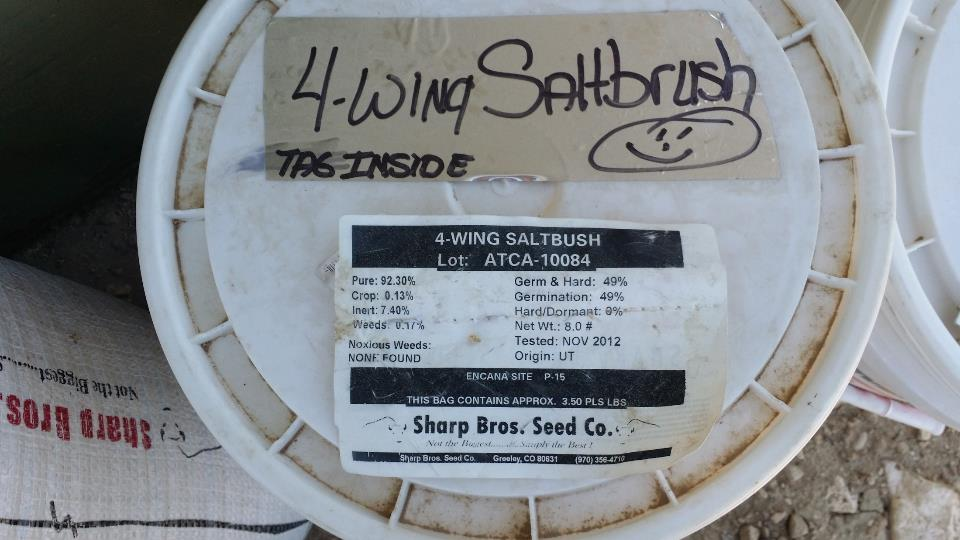 4-WING SAltbrush
TAG INSIDE
4-WING SALTBUSH
Lot: ATCA-10084
Pure: 92.30%
Crop: 0.13%
Inert: 7.40%
Weeds: 0.17%
Noxious Weeds:
NONE FOUND
Germ & Hard: 49%
Germination: 49%
Hard/Dormant: 0%
Net Wt.: 8.0 #
Tested: NOV 2012
Origin: UT
ENCANA SITE P-15
THIS BAG CONTAINS APPROX. 3.50 PLS LBS
Sharp Bros. Seed Co.
Not the Biggest........Simply the Best !
Sharp Bros. Seed Co. Greeley, CO 80631 (970) 356-4710
Not the Biggest........S
Sharp Bros.